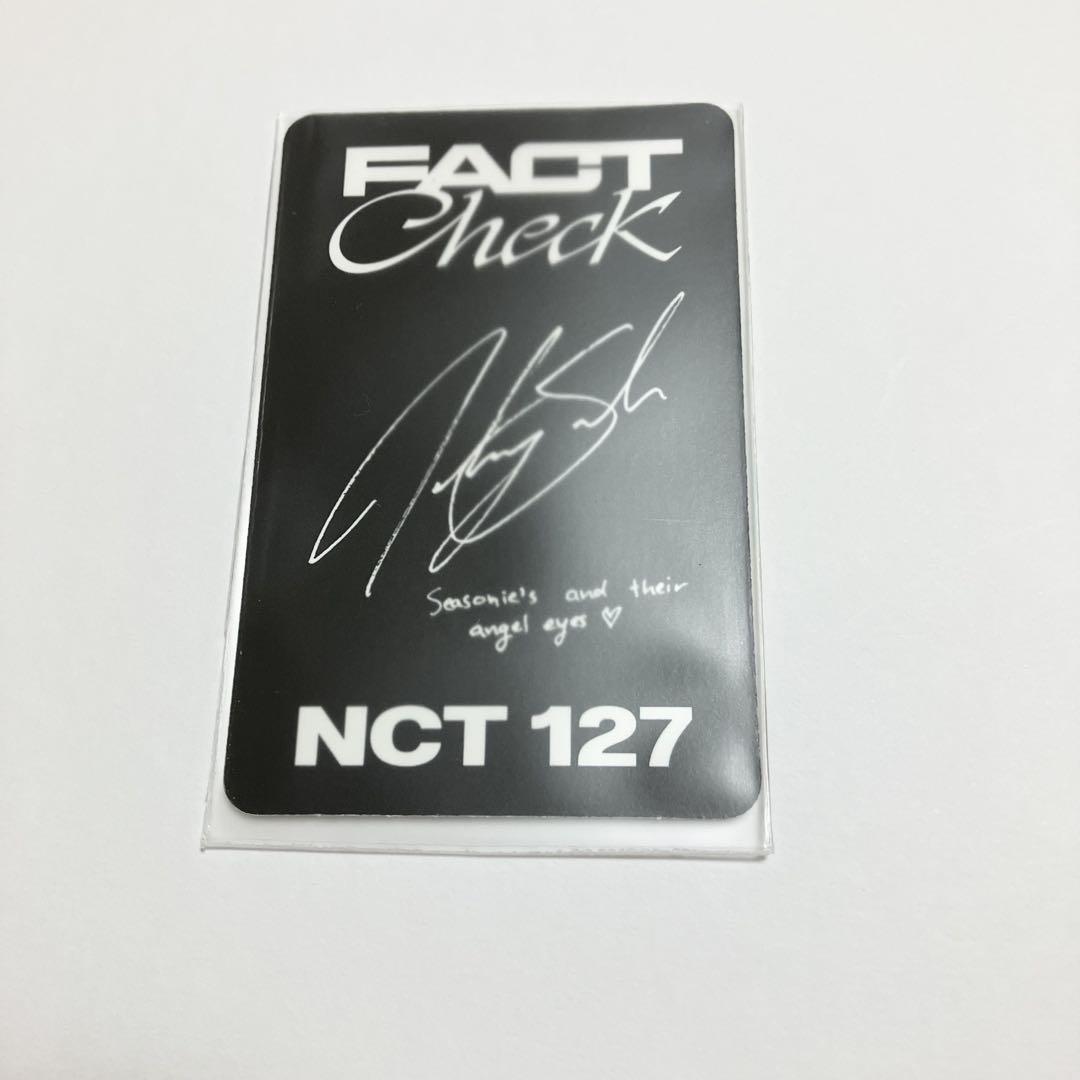 FACT
Check
Seasonie's and their
angel eyes ♡
NCT 127